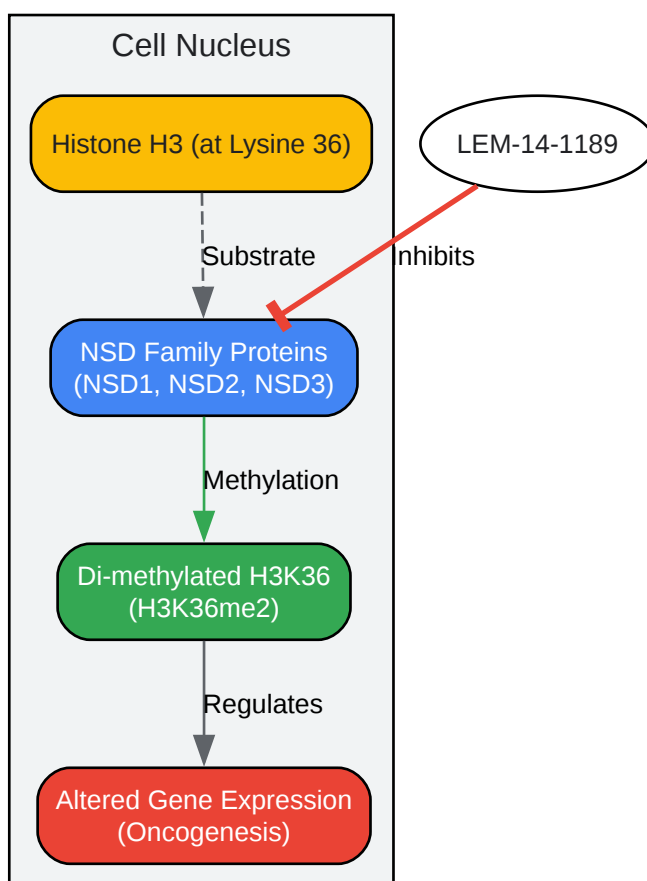 Cell Nucleus
Histone H3 (at Lysine 36)
LEM-14-1189
Substrate
Inhibits
NSD Family Proteins
(NSD1, NSD2, NSD3)
Methylation
Di-methylated H3K36
(H3K36me2)
Regulates
Altered Gene Expression
(Oncogenesis)